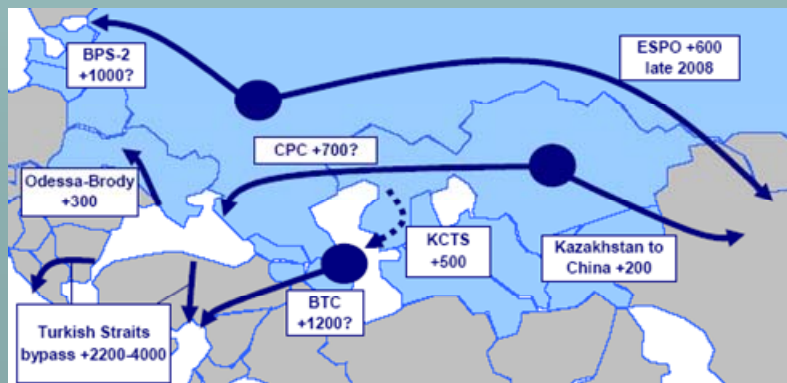 BPS-2
+1000?
ESPO +600
late 2008
CPC +700?
Odessa-Brody
+300
KCTS
+500
Kazakhstan to
China +200
BTC
+1200?
Turkish Straits
bypass +2200-4000